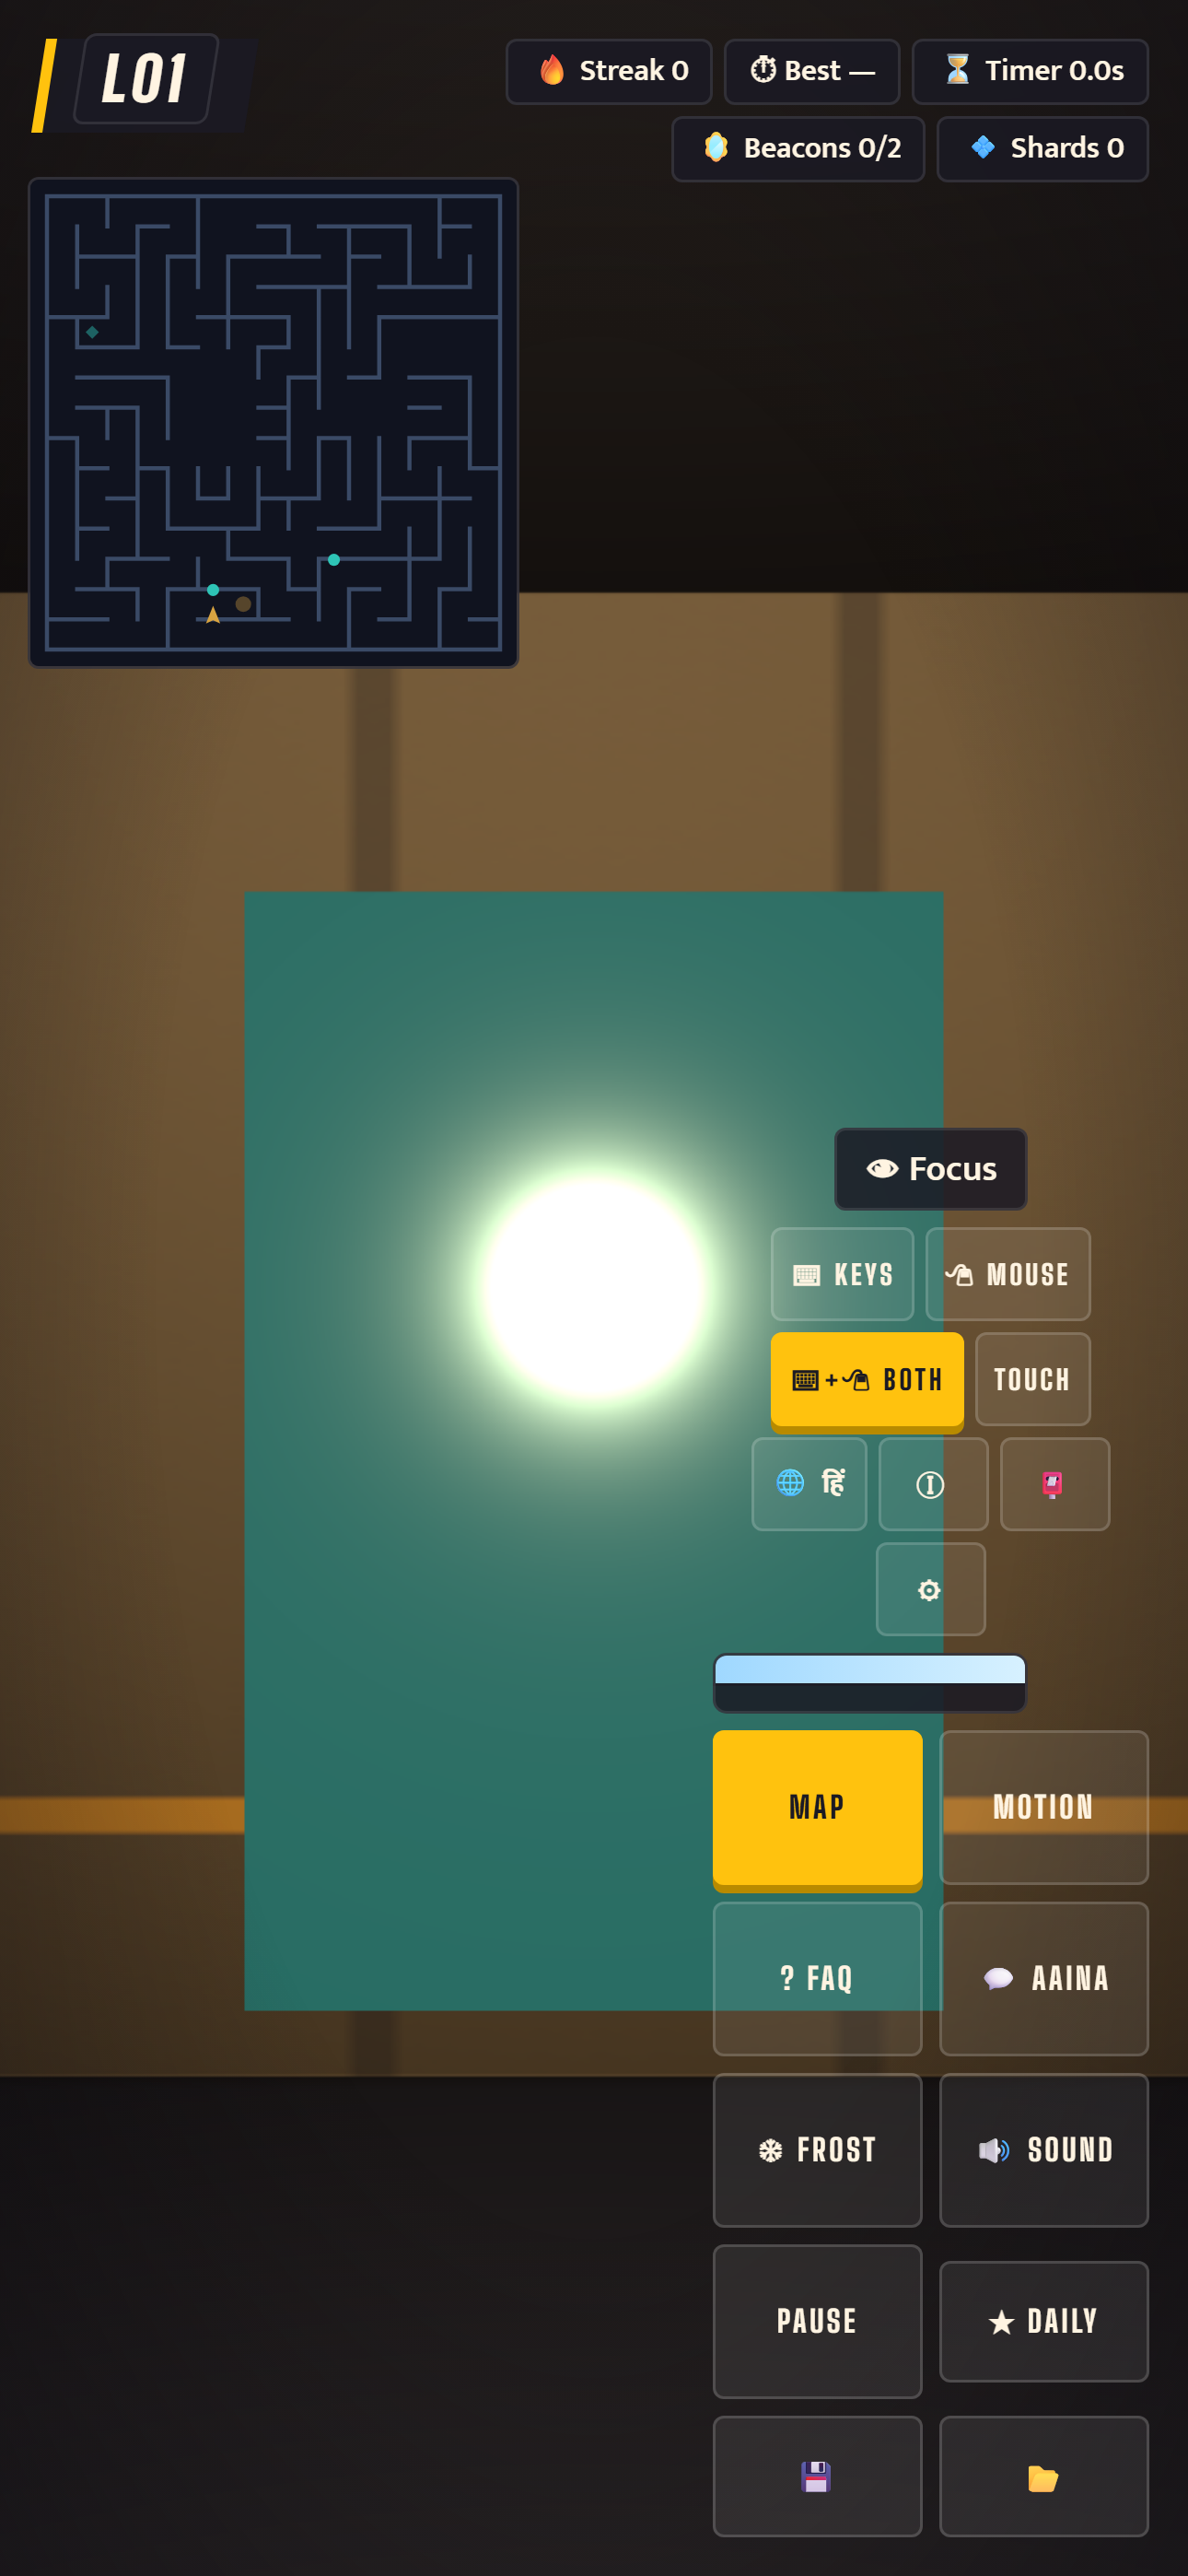 L01
🔥 Streak 0
⏱ Best —
⏳ Timer 0.0s
🪞 Beacons 0/2
💠 Shards 0
👁 Focus
⌨ KEYS
🖱 MOUSE
⌨+🖱 BOTH
TOUCH
🌐 हिं
Ⓘ
? FAQ
MAP
MOTION
💬 AAINA
❄ FROST
🔊 SOUND
PAUSE
★ DAILY